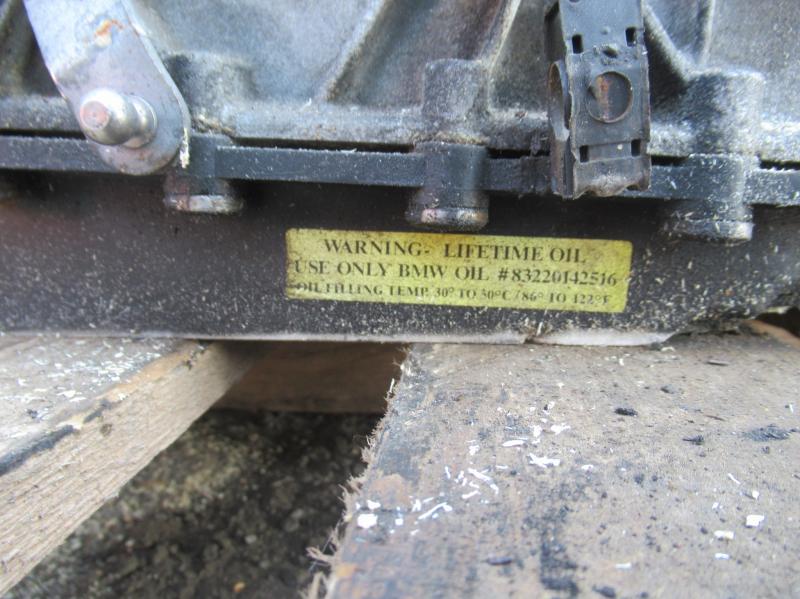 WARNING- LIFETIME OIL
USE ONLY BMW OIL #83220142516
OIL FILLING TEMP. 30° TO 50°C / 86° TO 122°F